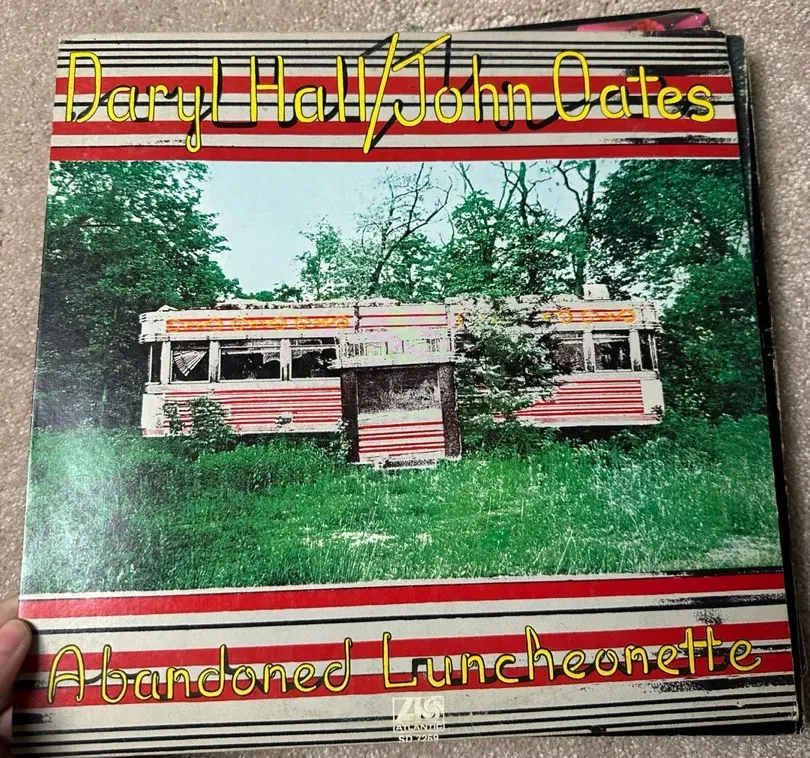 Daryl Hall/John Oates
Abandoned Luncheonette
ATLANTIC
SD 7269